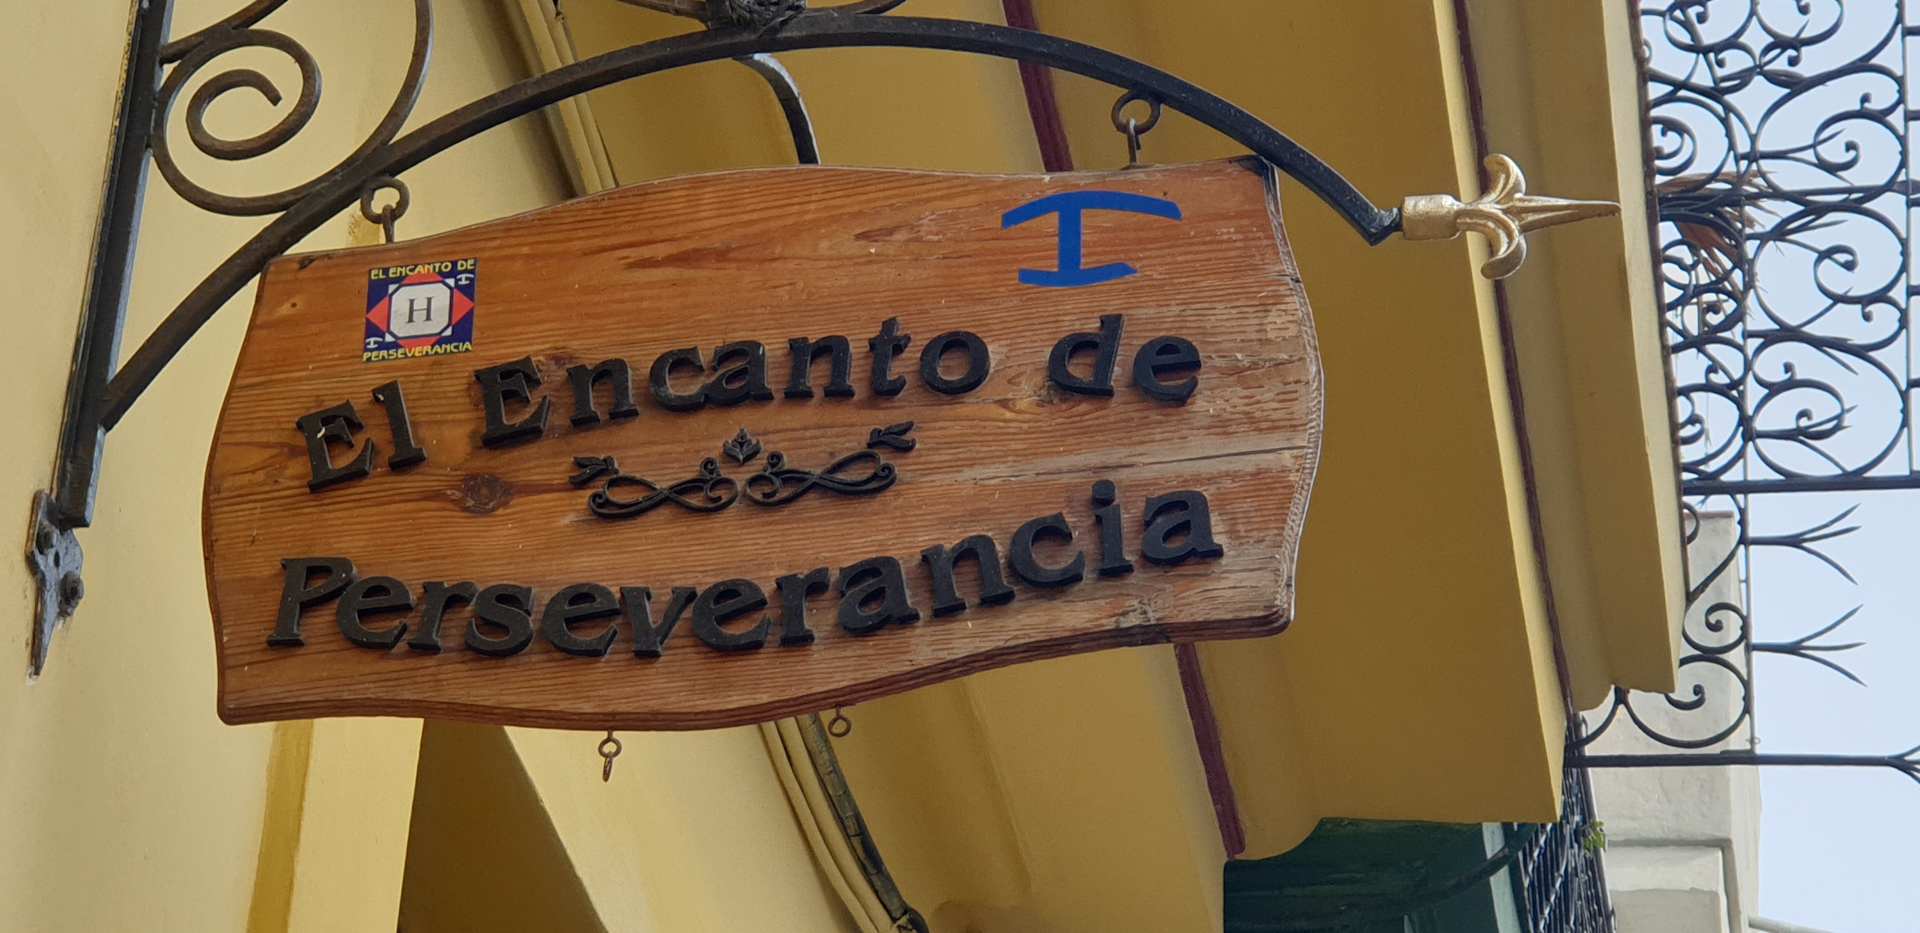 EL ENCANTO DE
H
PERSEVERANCIA
El Encanto de
Perseverancia